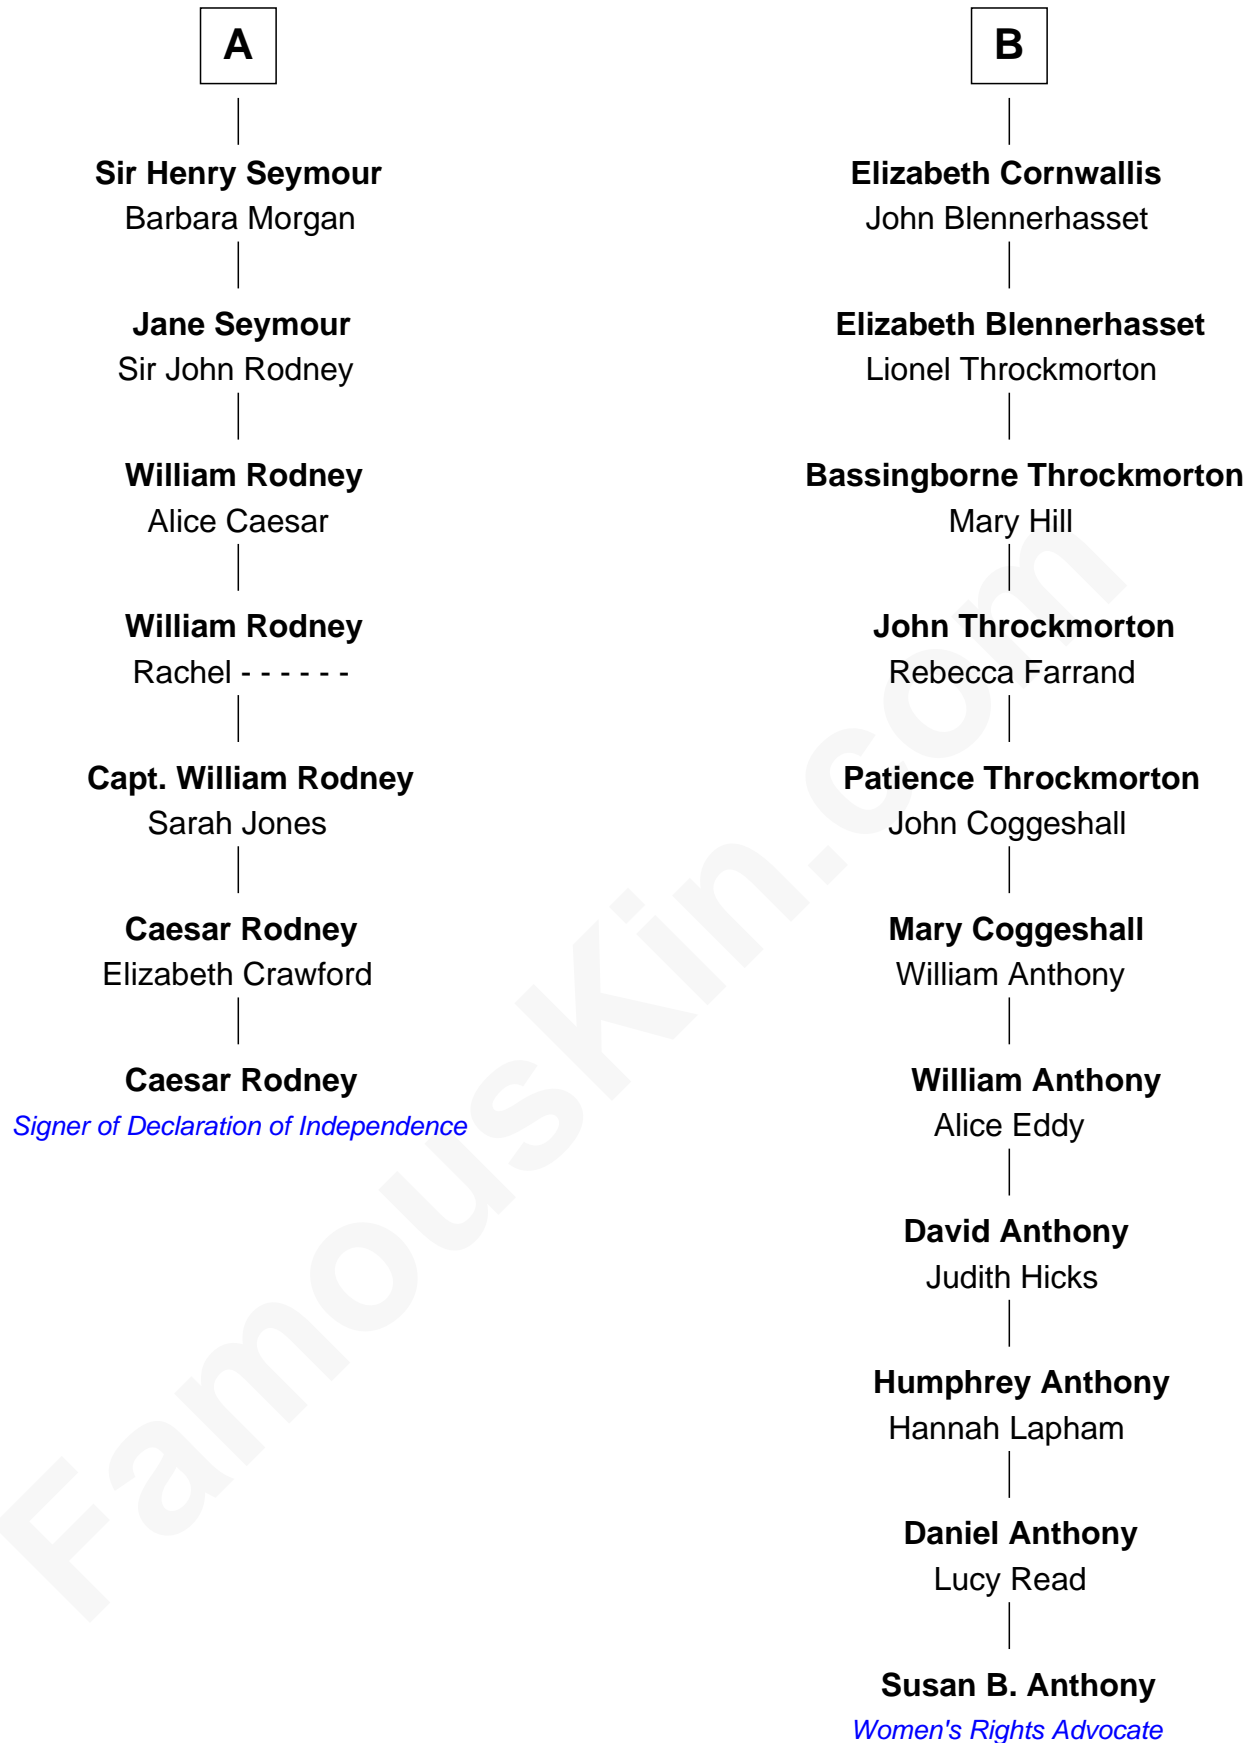 A
Sir Henry Seymour
Barbara Morgan
Jane Seymour
Sir John Rodney
William Rodney
Alice Caesar
William Rodney
Rachel - - - - - -
Capt. William Rodney
Sarah Jones
Caesar Rodney
Elizabeth Crawford
Caesar Rodney
Signer of Declaration of Independence
B
Elizabeth Cornwallis
John Blennerhasset
Elizabeth Blennerhasset
Lionel Throckmorton
Bassingborne Throckmorton
Mary Hill
John Throckmorton
Rebecca Farrand
Patience Throckmorton
John Coggeshall
Mary Coggeshall
William Anthony
William Anthony
Alice Eddy
David Anthony
Judith Hicks
Humphrey Anthony
Hannah Lapham
Daniel Anthony
Lucy Read
Susan B. Anthony
Women's Rights Advocate
FamousKin.com